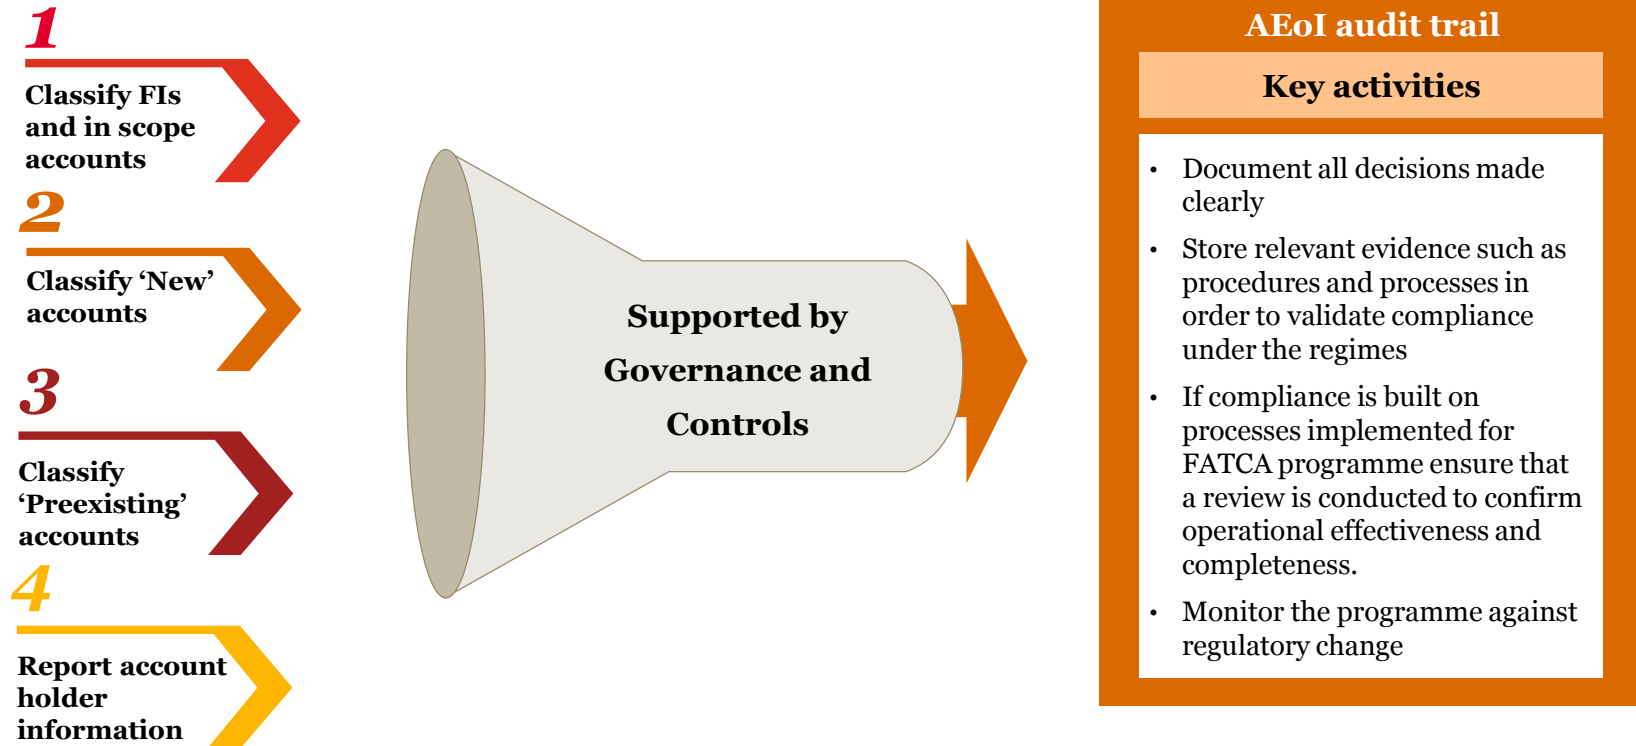 1
Classify FIs
and in scope
accounts
2
Classify ‘New’
accounts
3
Classify
‘Preexisting’
accounts
4
Report account
holder
information
Supported by
Governance and
Controls
AEoI audit trail
Key activities
• Document all decisions made
clearly
• Store relevant evidence such as
procedures and processes in
order to validate compliance
under the regimes
• If compliance is built on
processes implemented for
FATCA programme ensure that
a review is conducted to confirm
operational effectiveness and
completeness.
• Monitor the programme against
regulatory change